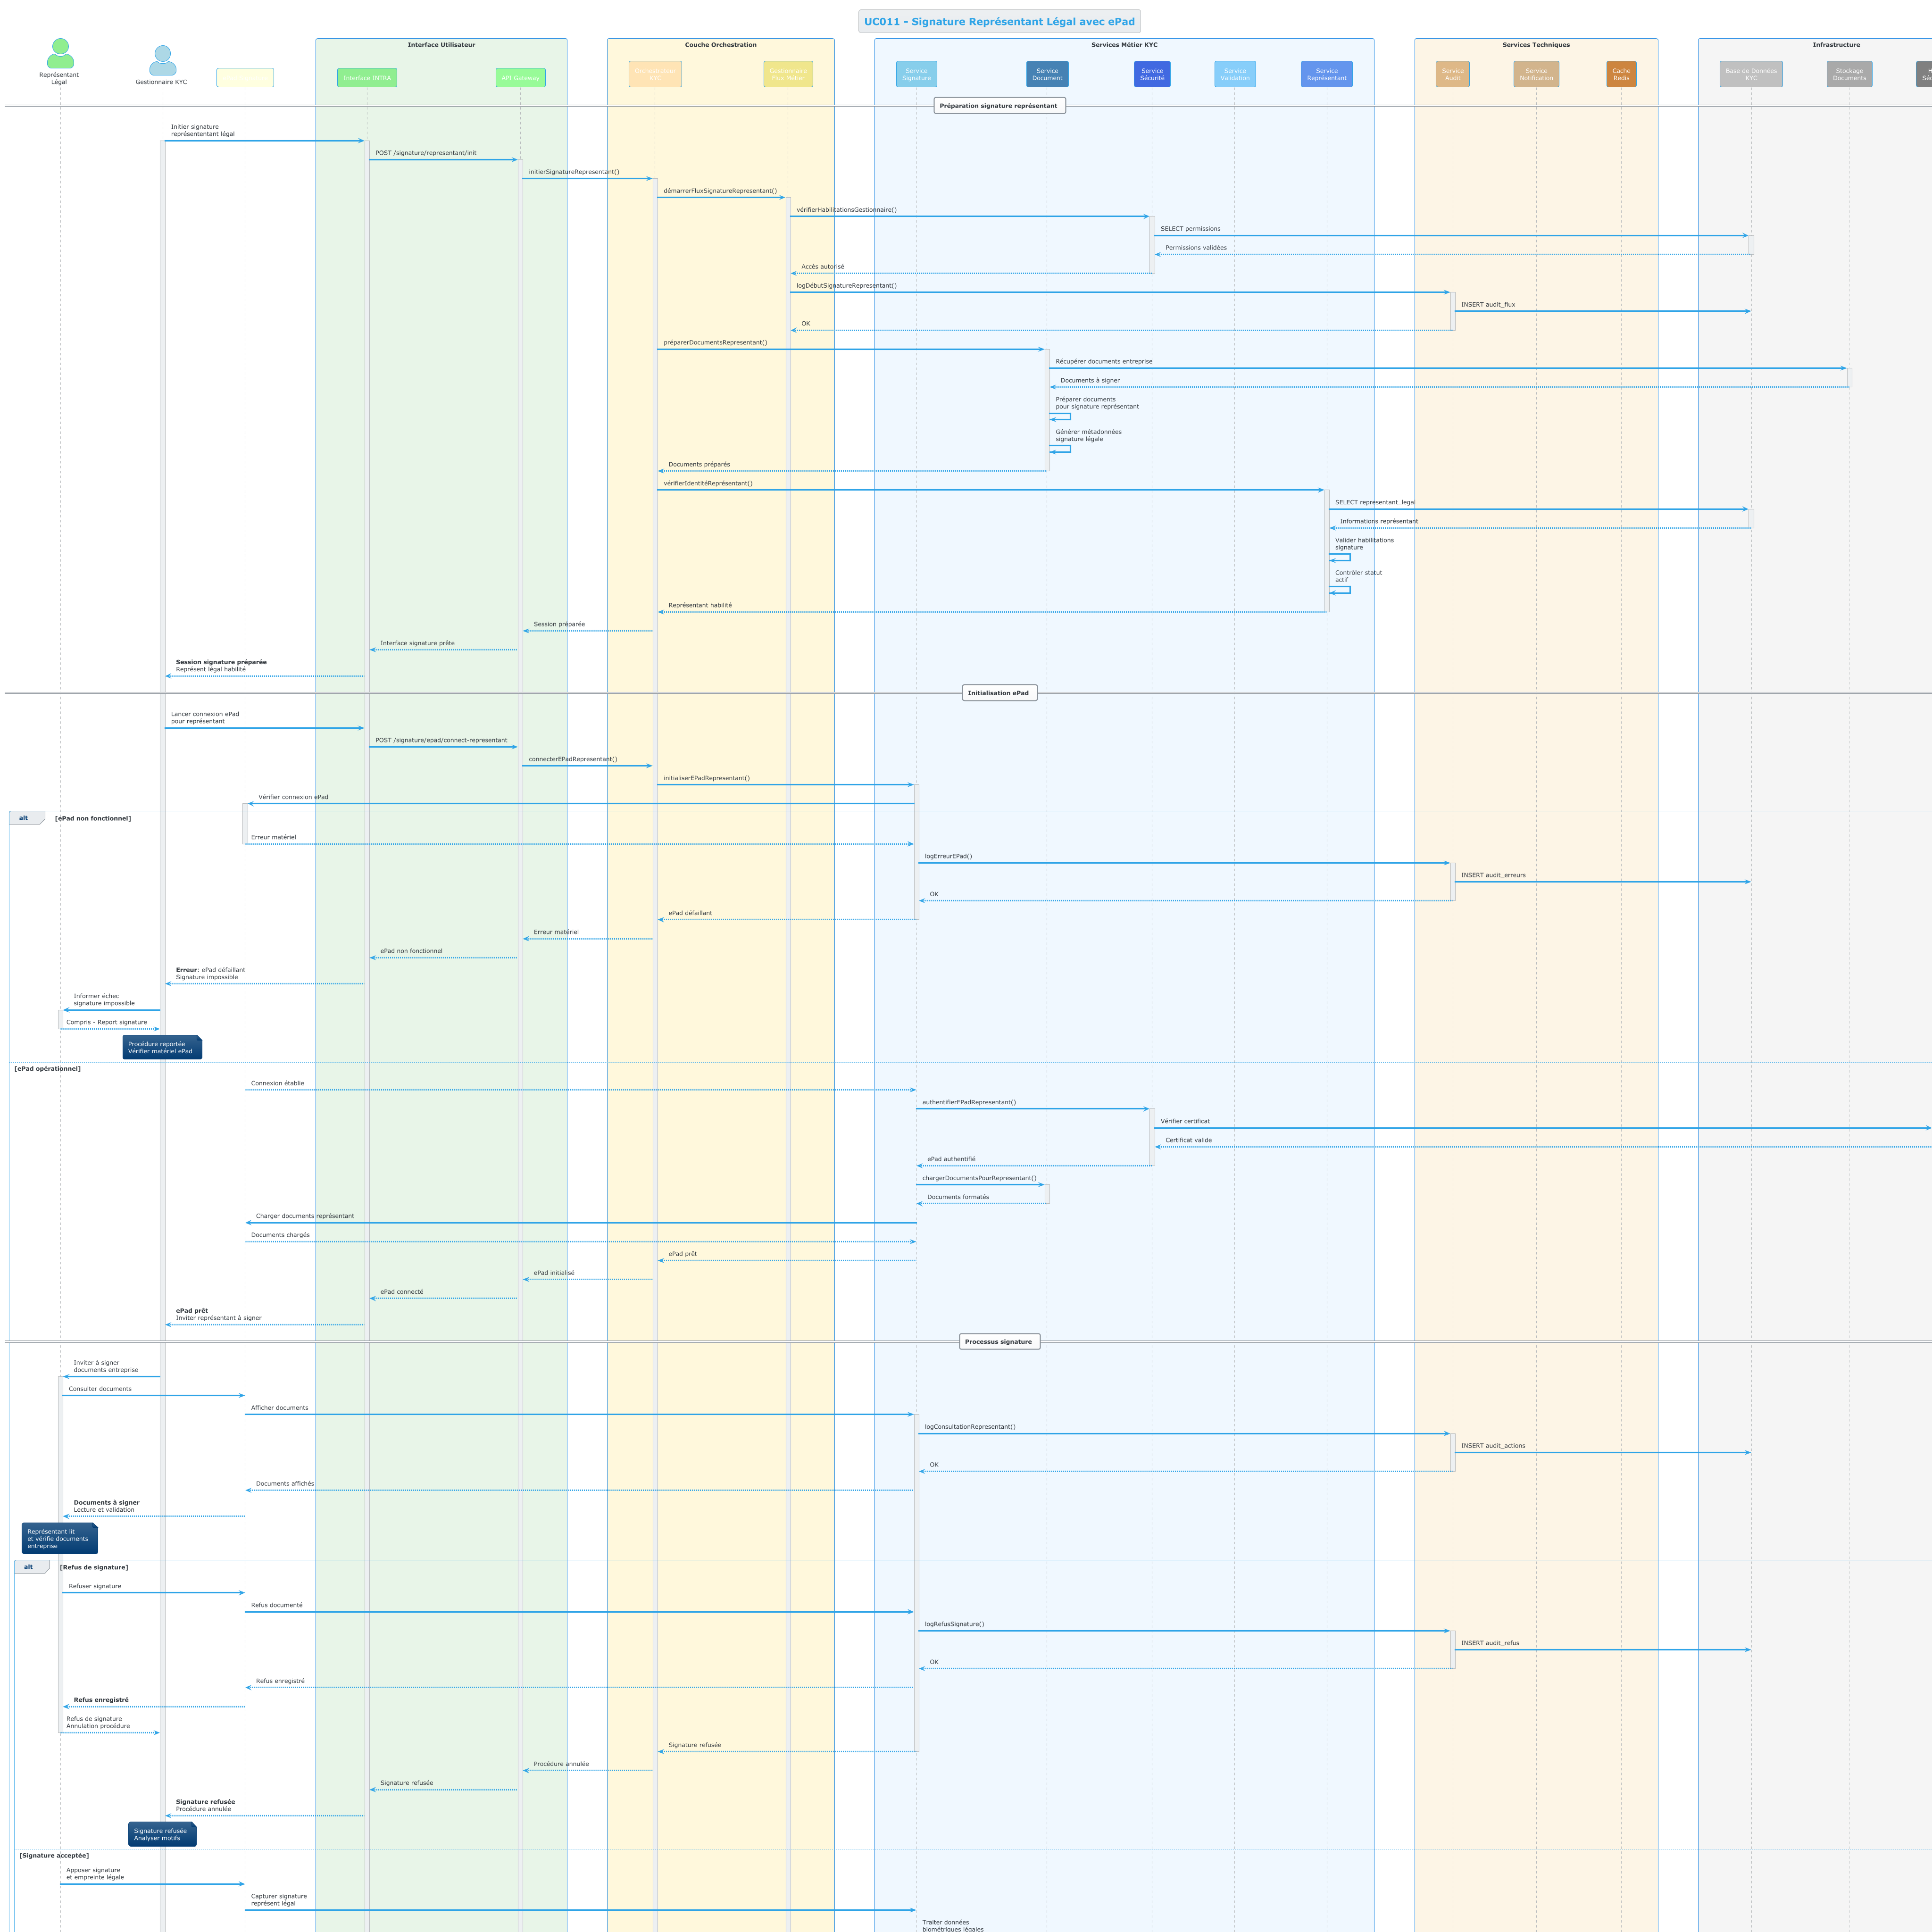 UC011 - Signature Représentant Légal avec ePad
Interface Utilisateur
Couche Orchestration
Services Métier KYC
Services Techniques
Infrastructure
Représentant
Légal
Gestionnaire KYC
Interface INTRA
API Gateway
Orchestrateur
KYC
Gestionnaire
Flux Métier
Service
Signature
Service
Document
Service
Sécurité
Service
Validation
Service
Représentant
Service
Audit
Service
Notification
Cache
Redis
Base de Données
KYC
Stockage
Documents
Préparation signature représentant
Initier signature
représententant légal
POST /signature/representant/init
initierSignatureRepresentant()
démarrerFluxSignatureRepresentant()
vérifierHabilitationsGestionnaire()
SELECT permissions
Permissions validées
Accès autorisé
logDébutSignatureRepresentant()
INSERT audit_flux
OK
préparerDocumentsRepresentant()
Récupérer documents entreprise
Documents à signer
Préparer documents
pour signature représentant
Générer métadonnées
signature légale
Documents préparés
vérifierIdentitéReprésentant()
SELECT representant_legal
Informations représentant
Valider habilitations
signature
Contrôler statut
actif
Représentant habilité
Session préparée
Interface signature prête
Session signature préparée
Représent légal habilité
Initialisation ePad
Lancer connexion ePad
pour représentant
POST /signature/epad/connect-representant
connecterEPadRepresentant()
initialiserEPadRepresentant()
Vérifier connexion ePad
alt
[ePad non fonctionnel]
Erreur matériel
logErreurEPad()
INSERT audit_erreurs
OK
ePad défaillant
Erreur matériel
ePad non fonctionnel
Erreur: ePad défaillant
Signature impossible
Informer échec
signature impossible
Compris - Report signature
Procédure reportée
Vérifier matériel ePad
[ePad opérationnel]
Connexion établie
authentifierEPadRepresentant()
Vérifier certificat
Certificat valide
ePad authentifié
chargerDocumentsPourRepresentant()
Documents formatés
Charger documents représentant
Documents chargés
ePad prêt
ePad initialisé
ePad connecté
ePad prêt
Inviter représentant à signer
Processus signature
Inviter à signer
documents entreprise
Consulter documents
Afficher documents
logConsultationRepresentant()
INSERT audit_actions
OK
Documents affichés
Documents à signer
Lecture et validation
Représentant lit
et vérifie documents
entreprise
alt
[Refus de signature]
Refuser signature
Refus documenté
logRefusSignature()
INSERT audit_refus
OK
Refus enregistré
Refus enregistré
Refus de signature
Annulation procédure
Signature refusée
Procédure annulée
Signature refusée
Signature refusée
Procédure annulée
Signature refusée
Analyser motifs
[Signature acceptée]
Apposer signature
et empreinte légale
Capturer signature
représent légal
Traiter données
biométriques légales